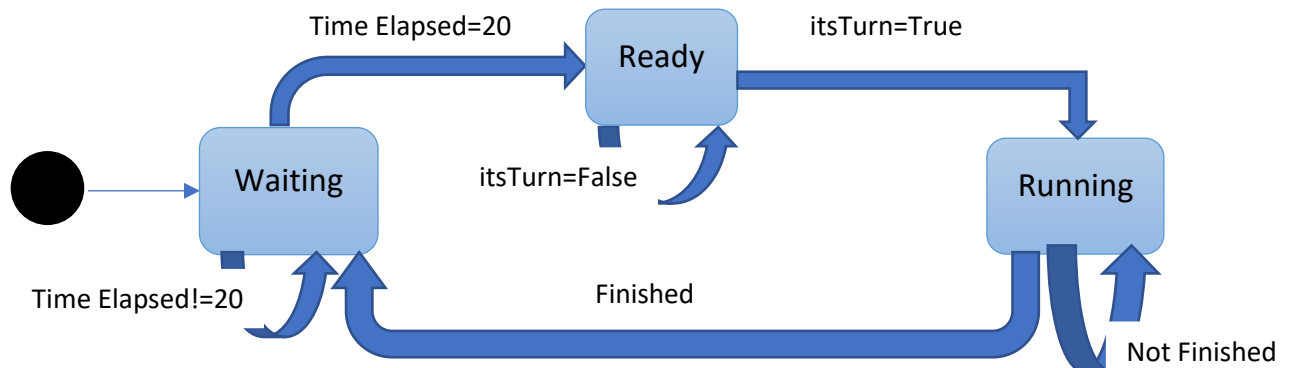 Time Elapsed=20
itsTurn=True
Ready
Waiting
itsTurn=False
Running
Time Elapsed!=20
Finished
Not Finished